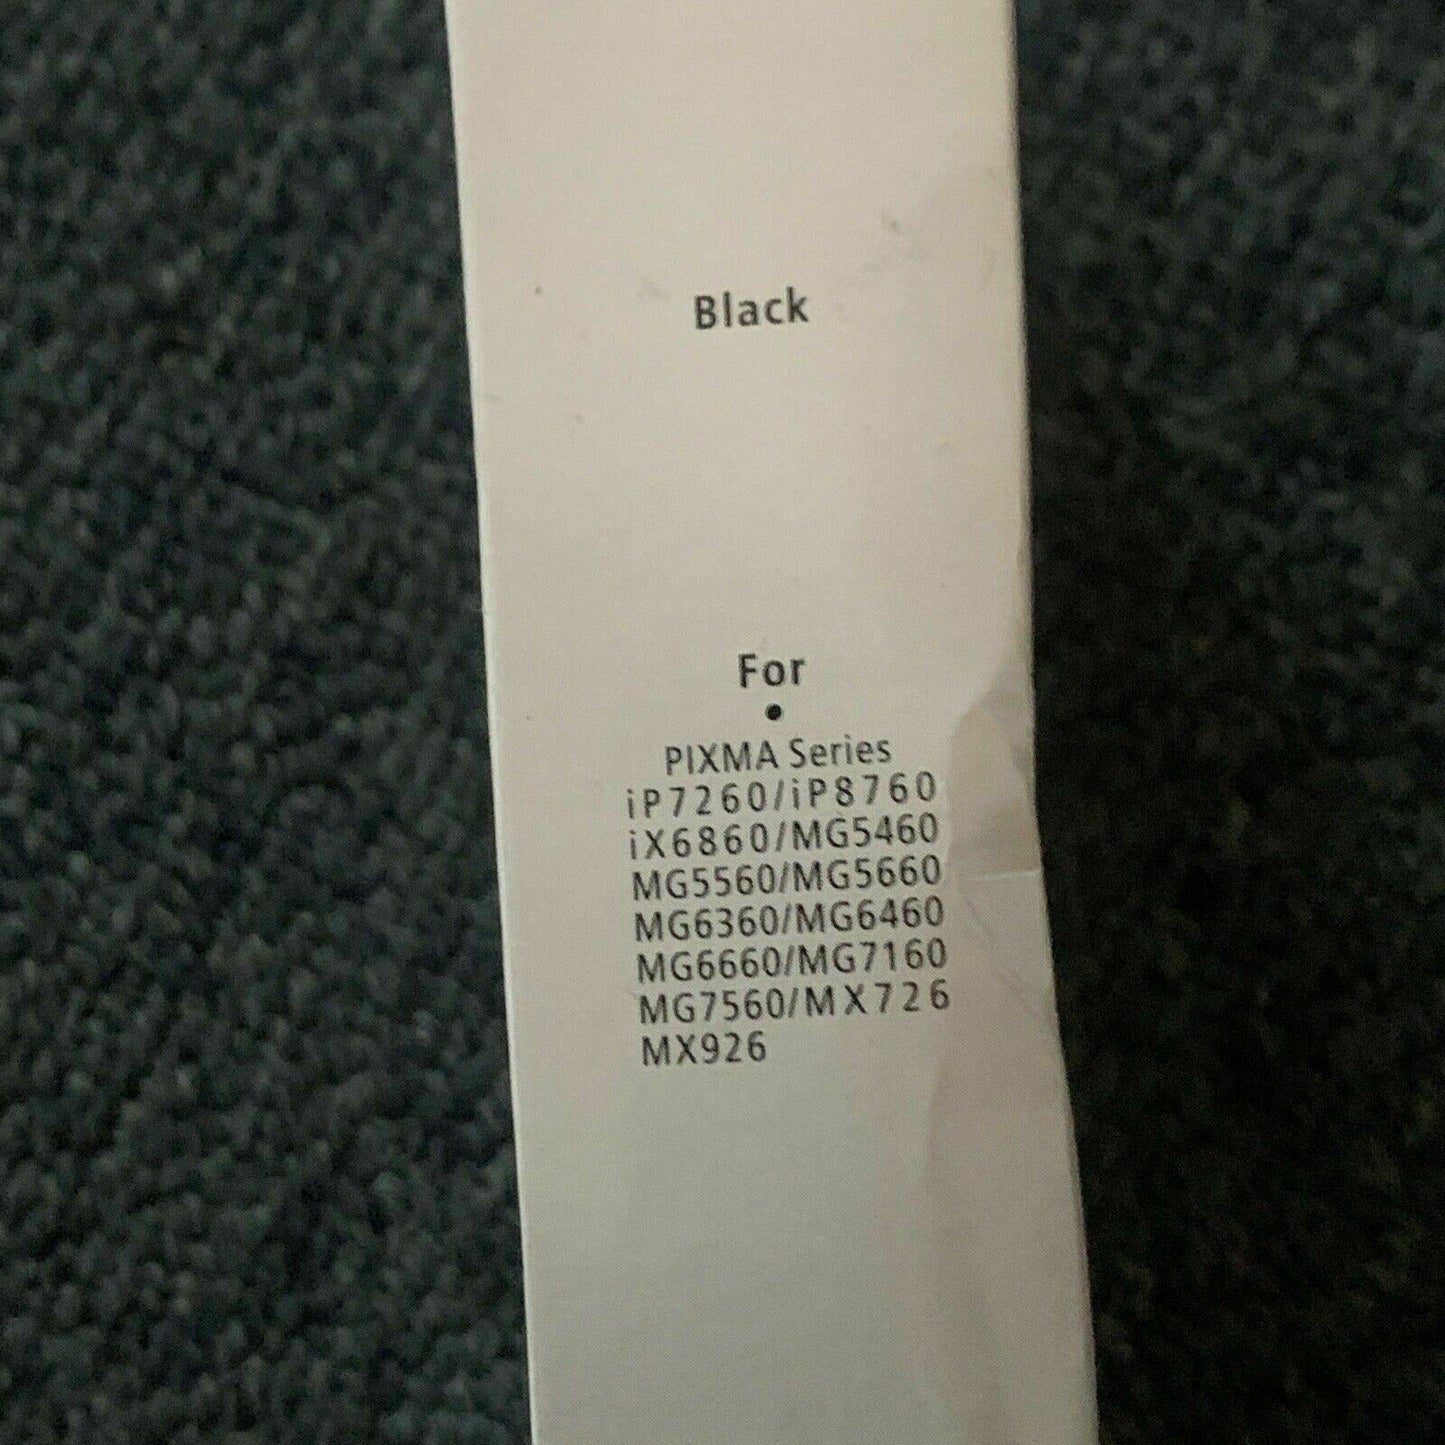 Black
For
•
PIXMA Series
iP7260/iP8760
iX6860/MG5460
MG5560/MG5660
MG6360/MG6460
MG6660/MG7160
MG7560/MX726
MX926